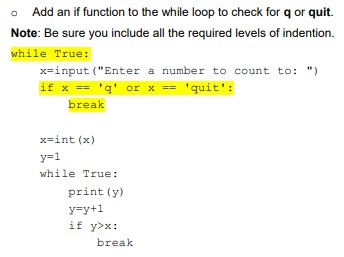 o Add an if function to the while loop to check for q or quit.
Note: Be sure you include all the required levels of indention.
while True:
    x=input("Enter a number to count to: ")
    if x == 'q' or x == 'quit':
        break

    x=int(x)
    y=1
    while True:
        print(y)
        y=y+1
        if y>x:
            break